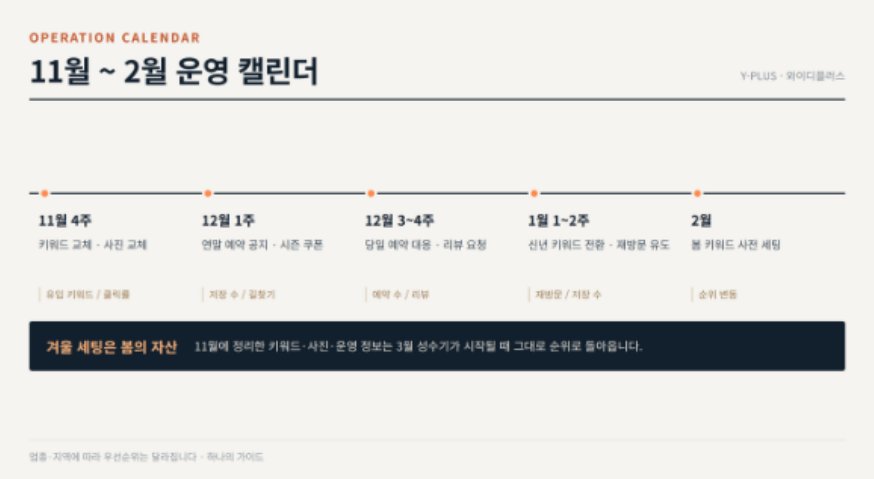 OPERATION CALENDAR
11월 ~ 2월 운영 캘린더
Y-PLUS · 와이디플러스
11월 4주
키워드 교체 · 사진 교체
유입 키워드 / 클릭률
12월 1주
연말 예약 공지 · 시즌 쿠폰
저장 수 / 길찾기
12월 3~4주
당일 예약 대응 · 리뷰 요청
예약 수 / 리뷰
1월 1~2주
신년 키워드 전환 · 재방문 유도
재방문 / 저장 수
2월
봄 키워드 사전 세팅
순위 변동
겨울 세팅은 봄의 자산
11월에 정리한 키워드·사진·운영 정보는 3월 성수기가 시작될 때 그대로 순위로 돌아옵니다.
업종·지역에 따라 우선순위는 달라집니다 · 하나의 가이드